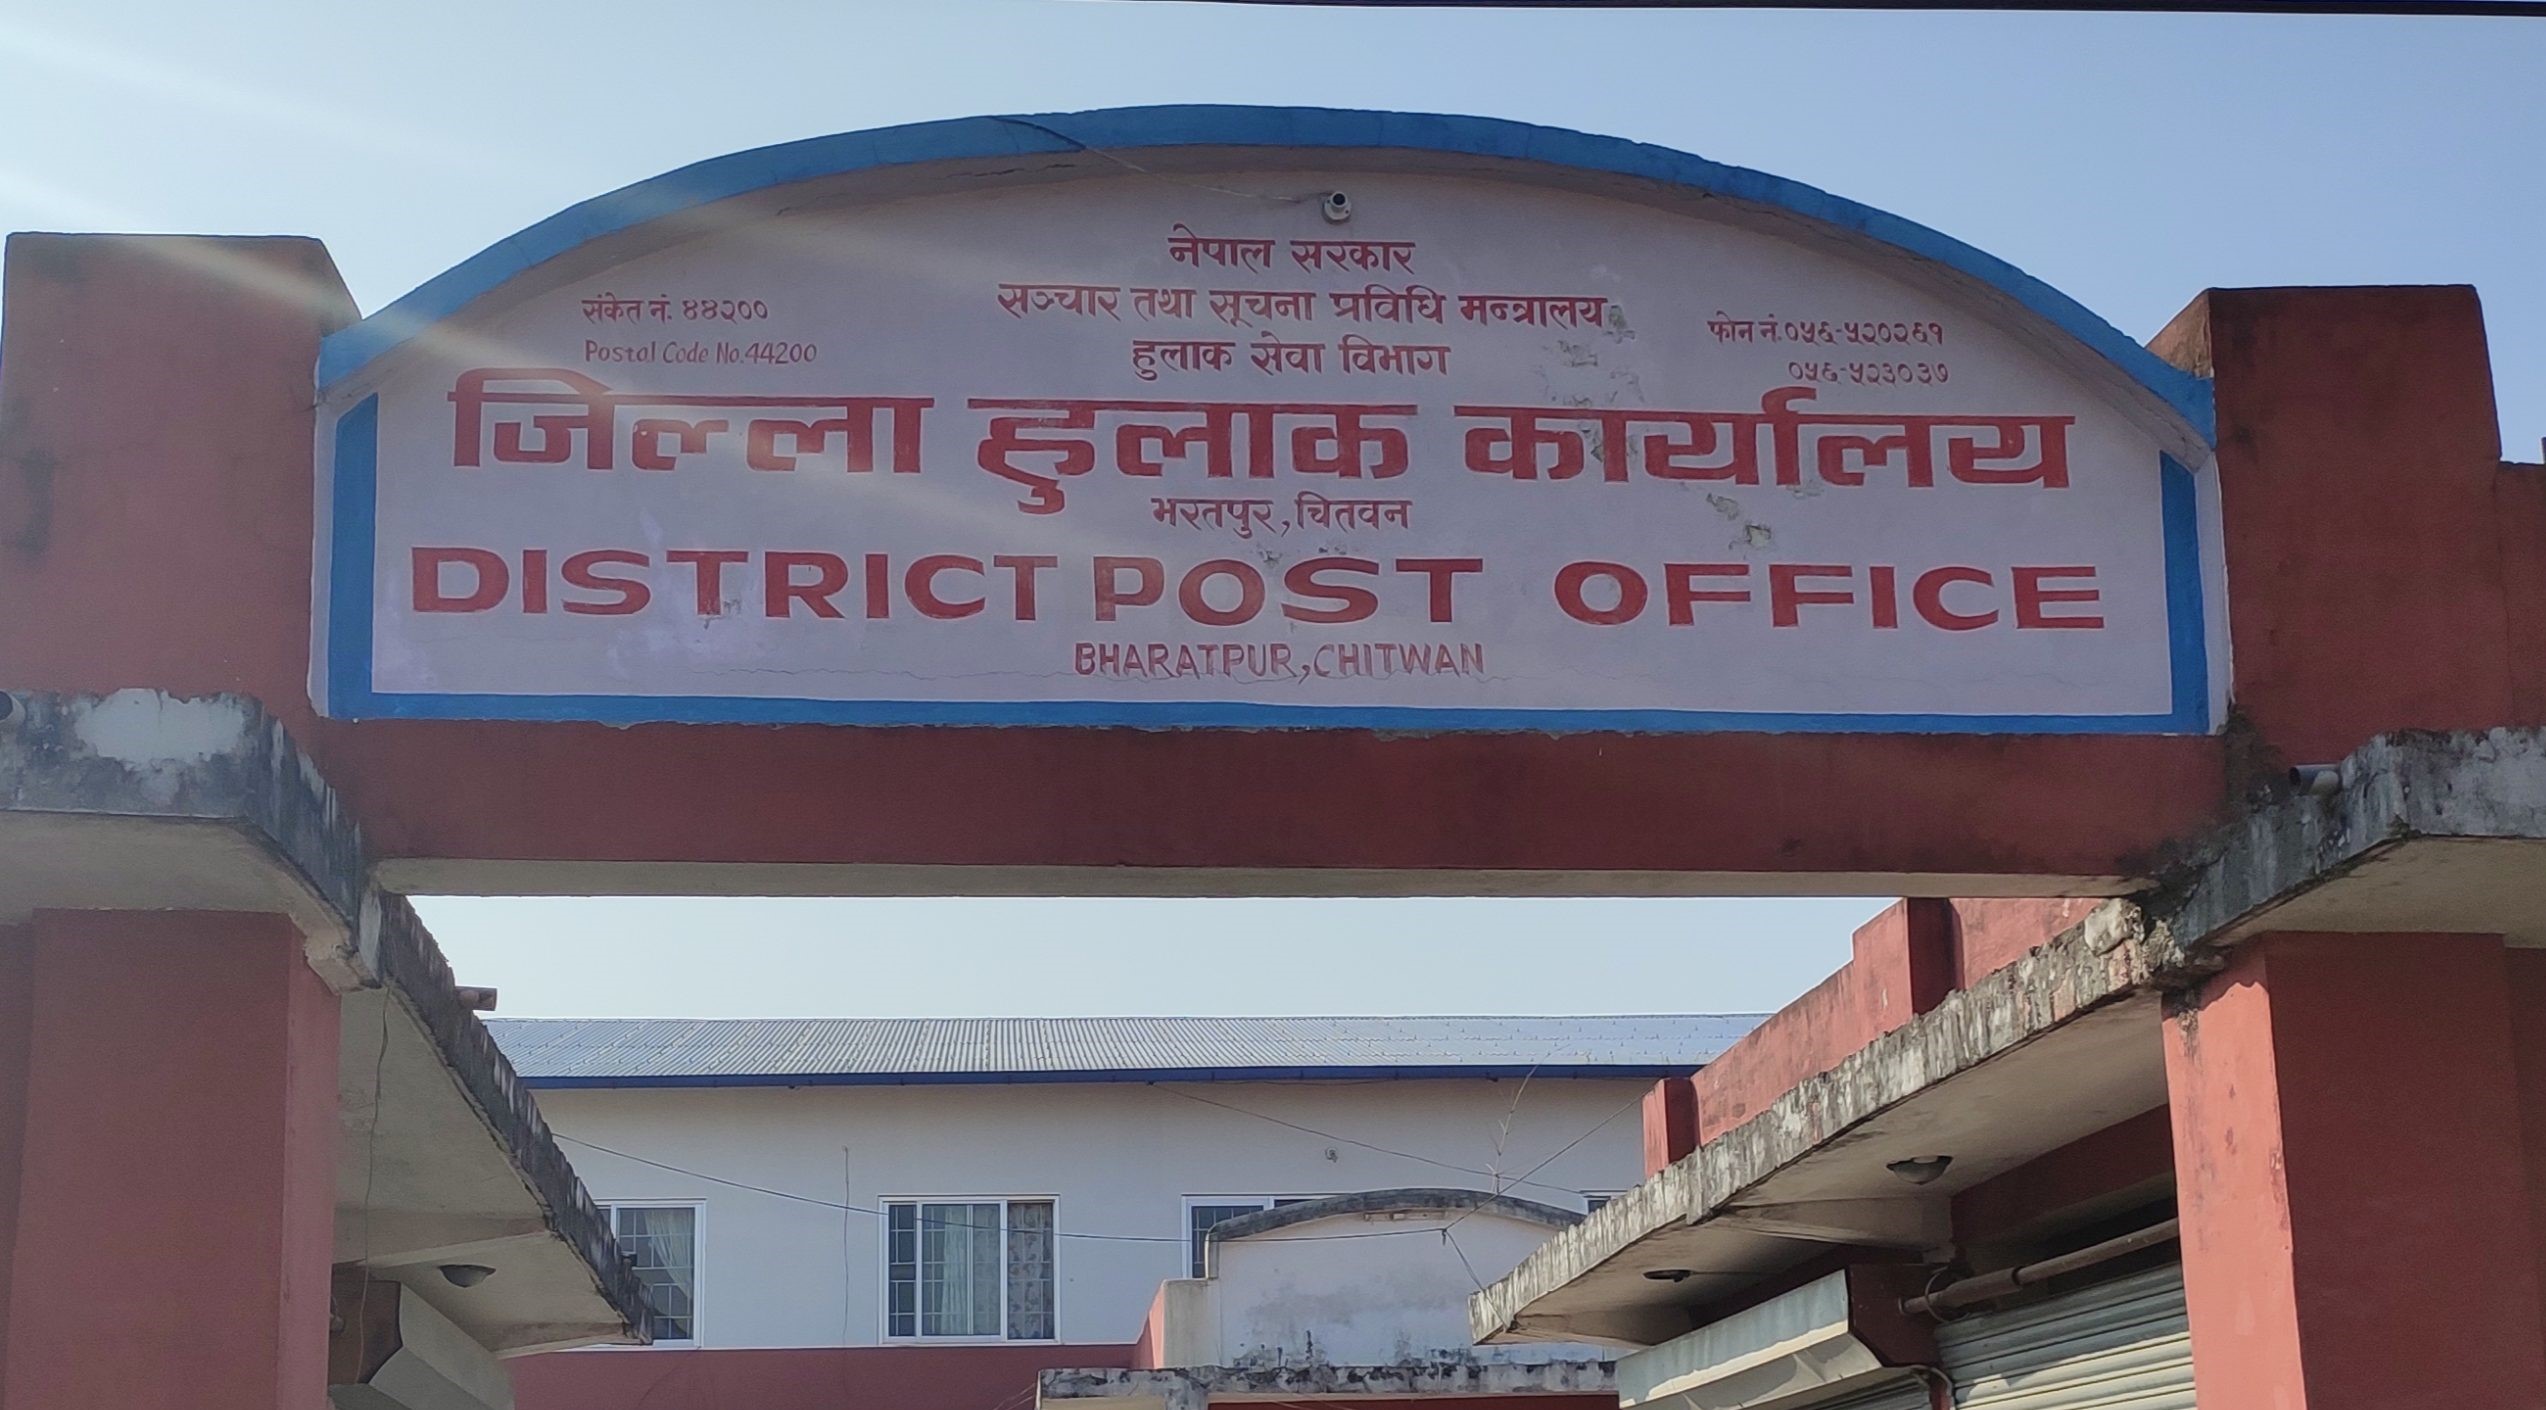 नेपाल सरकार
सञ्चार तथा सूचना प्रविधि मन्त्रालय
हुलाक सेवा विभाग
संकेत नं. ४४२००
Postal Code No.44200
फोन नं.०५६-५२०२६१
०५६-५२३०३७
जिल्ला हुलाक कार्यालय
भरतपुर, चितवन
DISTRICT POST OFFICE
BHARATPUR, CHITWAN